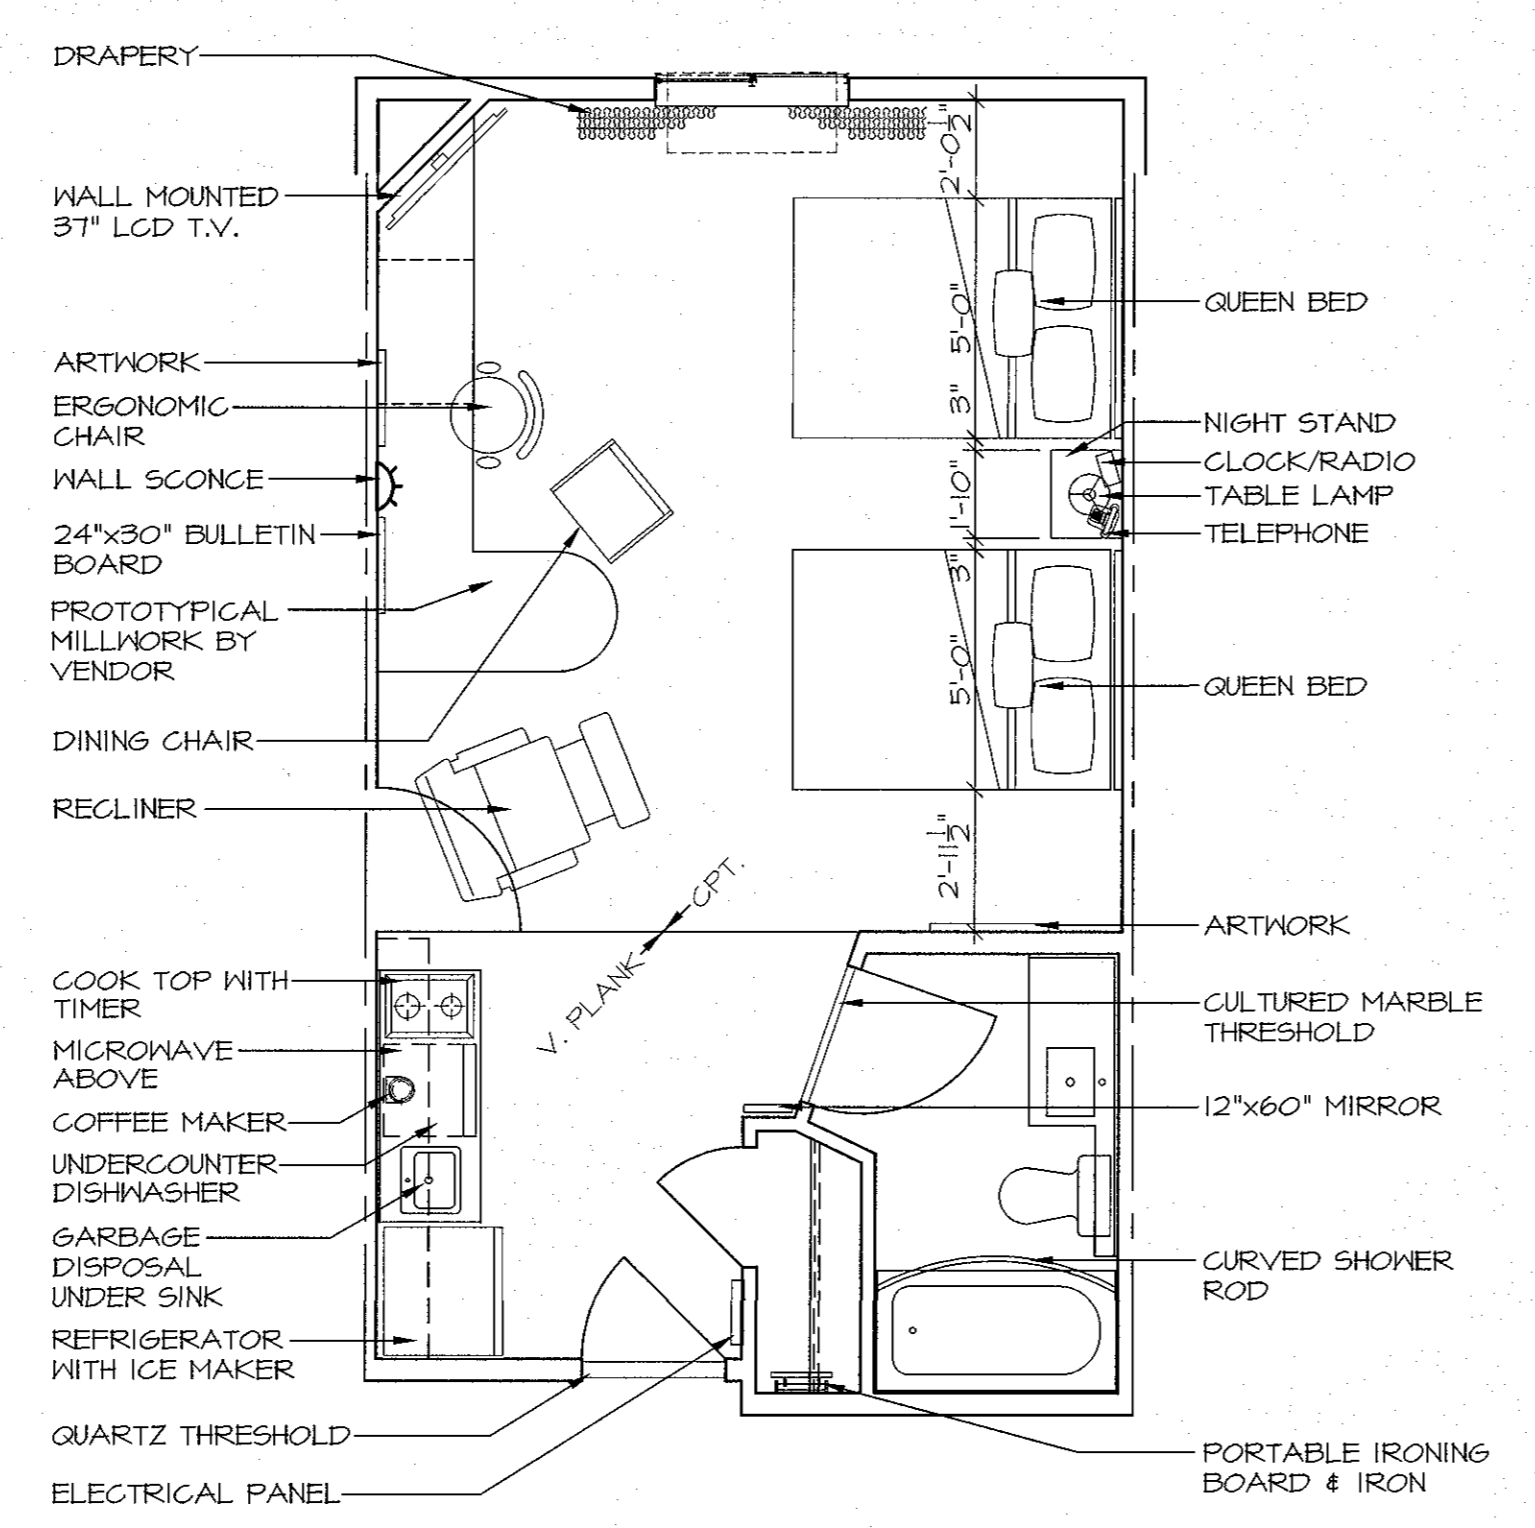 DRAPERY
WALL MOUNTED
37" LCD T.V.
ARTWORK
ERGONOMIC
CHAIR
WALL SCONCE
24"x30" BULLETIN
BOARD
PROTOTYPICAL
MILLWORK BY
VENDOR
DINING CHAIR
RECLINER
COOK TOP WITH
TIMER
MICROWAVE
ABOVE
COFFEE MAKER
UNDERCOUNTER
DISHWASHER
GARBAGE
DISPOSAL
UNDER SINK
REFRIGERATOR
WITH ICE MAKER
QUARTZ THRESHOLD
ELECTRICAL PANEL
2'-0 1/2"
5'-0"
3"
1'-10"
3"
5'-0"
2'-11 1/2"
CPT.
V. PLANK
QUEEN BED
NIGHT STAND
CLOCK/RADIO
TABLE LAMP
TELEPHONE
QUEEN BED
ARTWORK
CULTURED MARBLE
THRESHOLD
12"x60" MIRROR
CURVED SHOWER
ROD
PORTABLE IRONING
BOARD & IRON